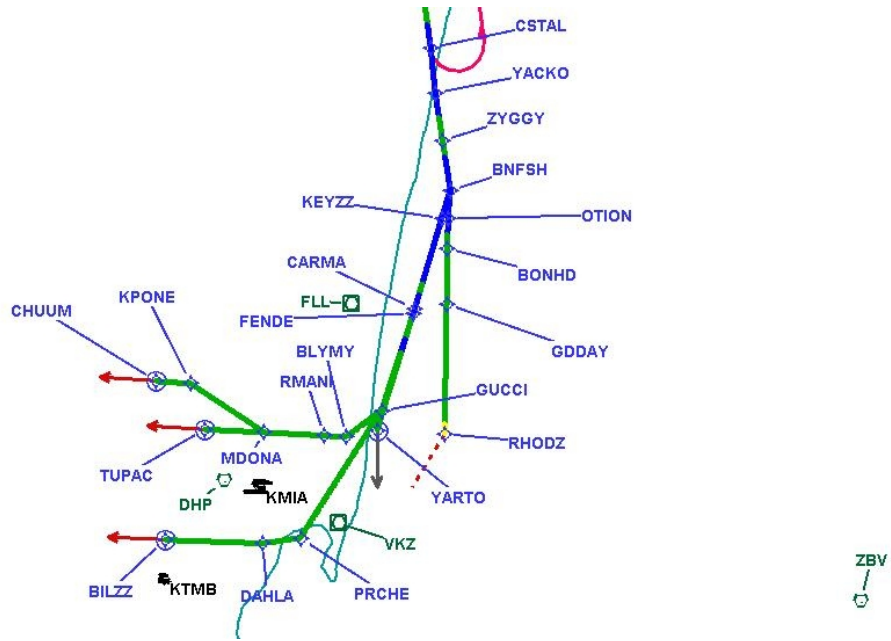 CSTAL
YACKO
ZYGGY
BNFSH
KEYZZ
OTION
BONHD
CARMA
FLL
FENDE
KPONE
CHUUM
BLYMY
GDDAY
RMANI
GUCCI
RHODZ
MDONA
TUPAC
YARTO
DHP
KMIA
VKZ
ZBV
BILZZ
KTMB
DAHLA
PRCHE